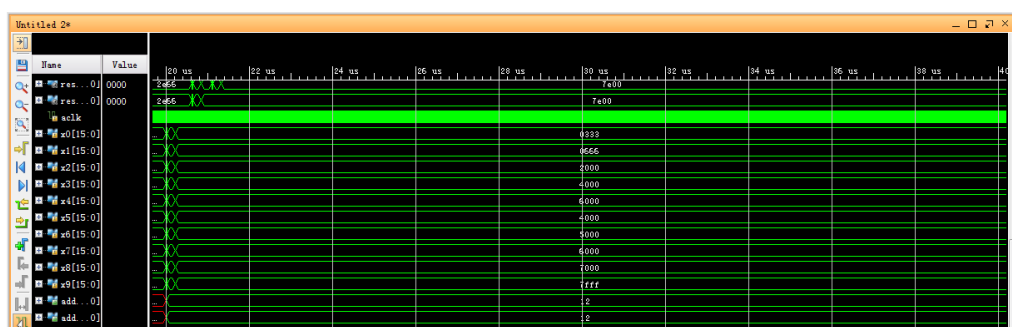 Untitled 2*
Name Value
20 us 22 us 24 us 26 us 28 us 30 us 32 us 34 us 36 us 38 us 40
res...0] 0000 2e66 7e00
res...0] 0000 2e66 7e00
aclk
x0[15:0] ... 0333
x1[15:0] ... 0666
x2[15:0] ... 2000
x3[15:0] ... 4000
x4[15:0] ... 6000
x5[15:0] ... 4000
x6[15:0] ... 5000
x7[15:0] ... 6000
x8[15:0] ... 7000
x9[15:0] ... 7fff
add...0] ... 12
add...0] ... 12